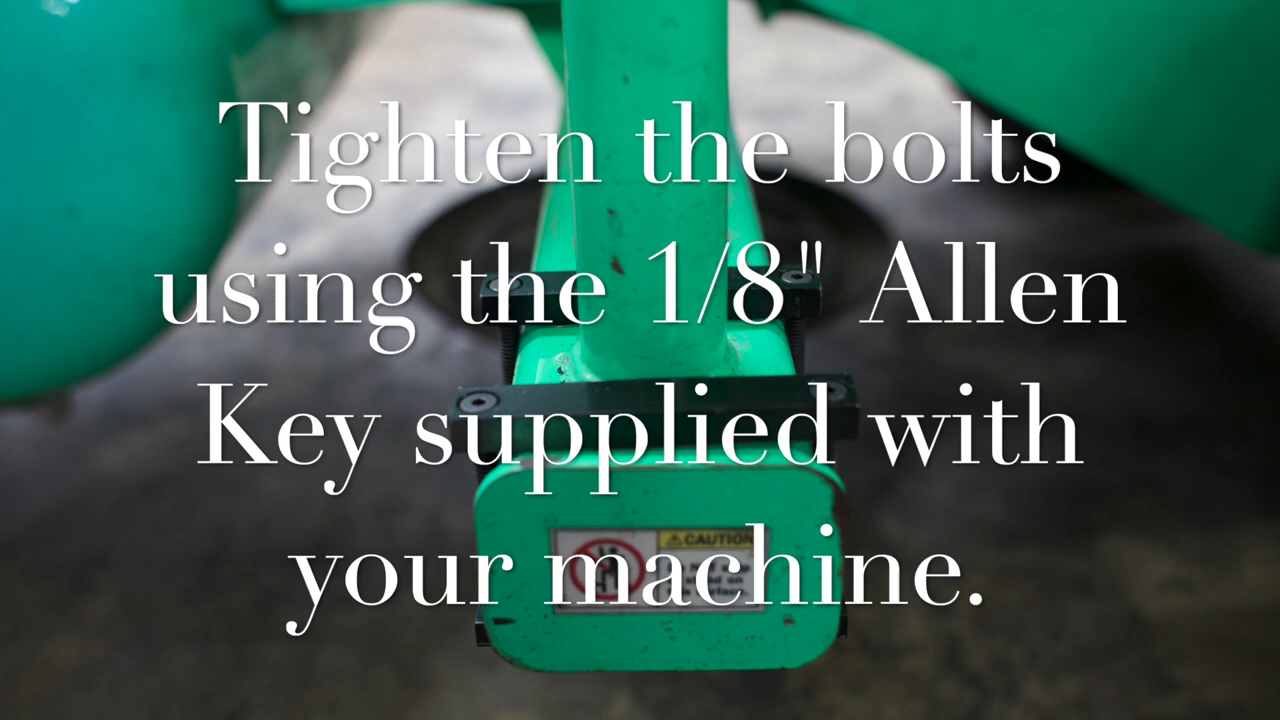 Tighten the bolts
using the 1/8" Allen
Key supplied with
your machine.
CAUTION